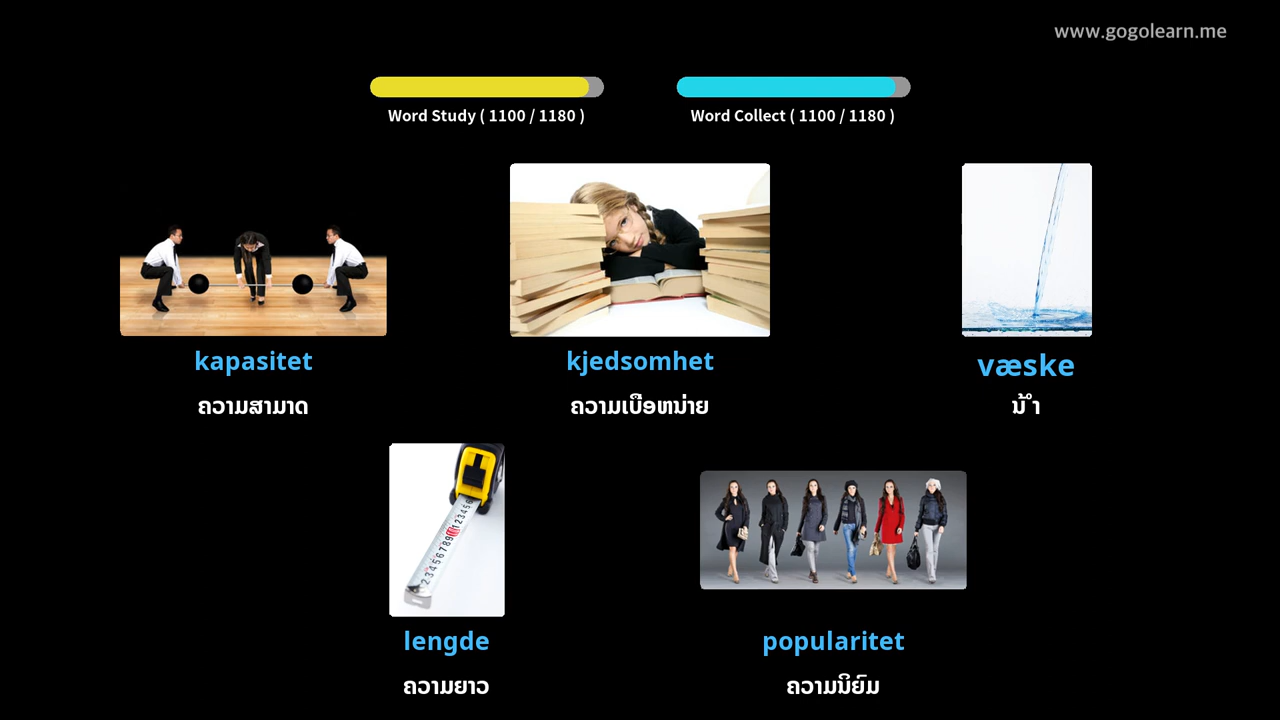 www.gogolearn.me
Word Study ( 1100 / 1180 )
Word Collect ( 1100 / 1180 )
kapasitet
ຄວາມສາມາດ
kjedsomhet
ຄວາມເບື່ອຫນ່າຍ
væske
ນ້ໍາ
lengde
ຄວາມຍາວ
popularitet
ຄວາມນິຍົມ